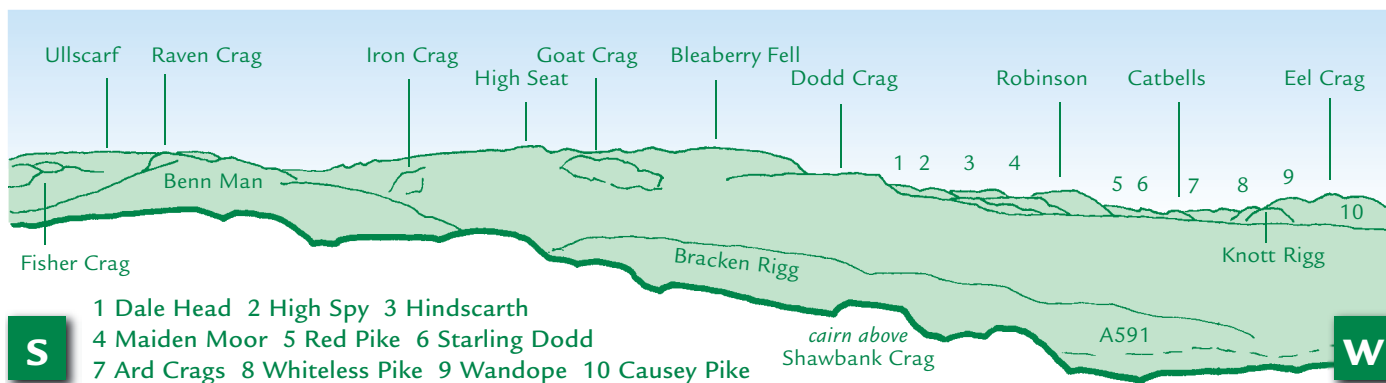 Ullscarf Raven Crag Iron Crag Goat Crag Bleaberry Fell
High Seat Dodd Crag Robinson Catbells Eel Crag
1 2 3 4
Benn Man 5 6 7 8 9
10
Fisher Crag Bracken Rigg Knott Rigg
1 Dale Head 2 High Spy 3 Hindscarth
4 Maiden Moor 5 Red Pike 6 Starling Dodd
7 Ard Crags 8 Whiteless Pike 9 Wandope 10 Causey Pike
cairn above
Shawbank Crag
A591
S
W